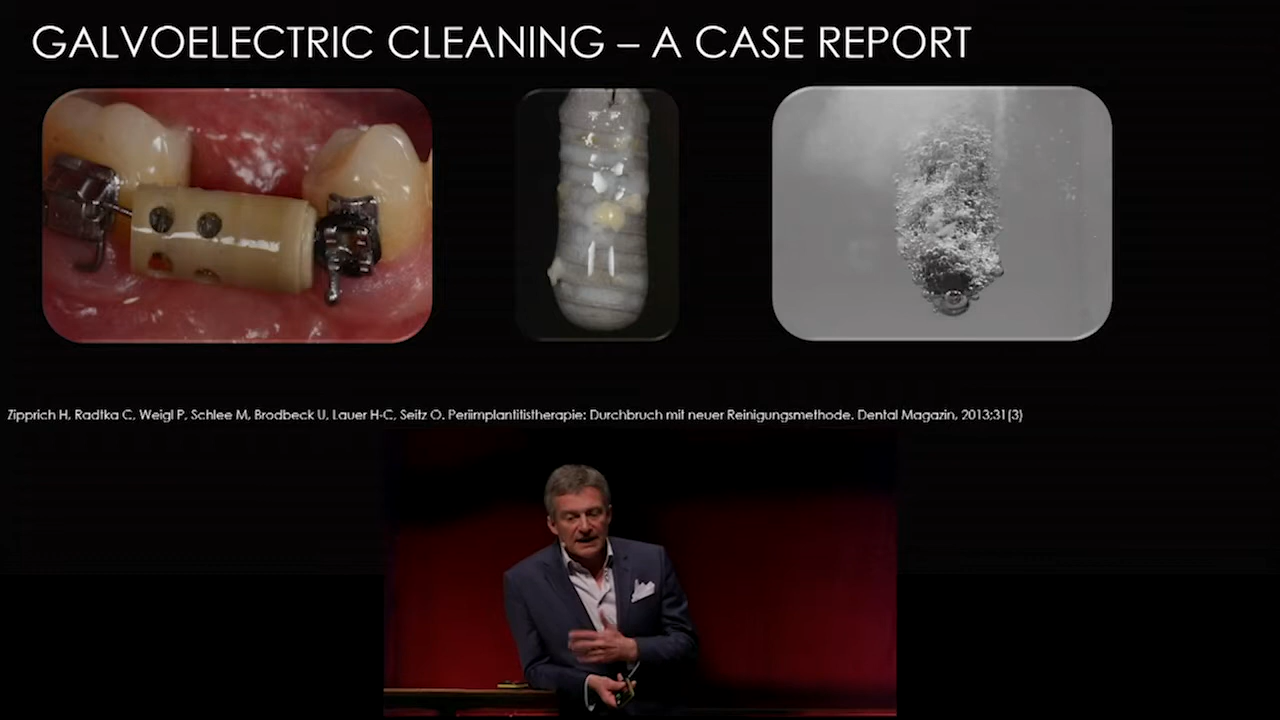 GALVOELECTRIC CLEANING – A CASE REPORT
Zipprich H, Radtka C, Weigl P, Schlee M, Brodbeck U, Lauer H-C, Seitz O. Periimplantitistherapie: Durchbruch mit neuer Reinigungsmethode. Dental Magazin, 2013;31(3)